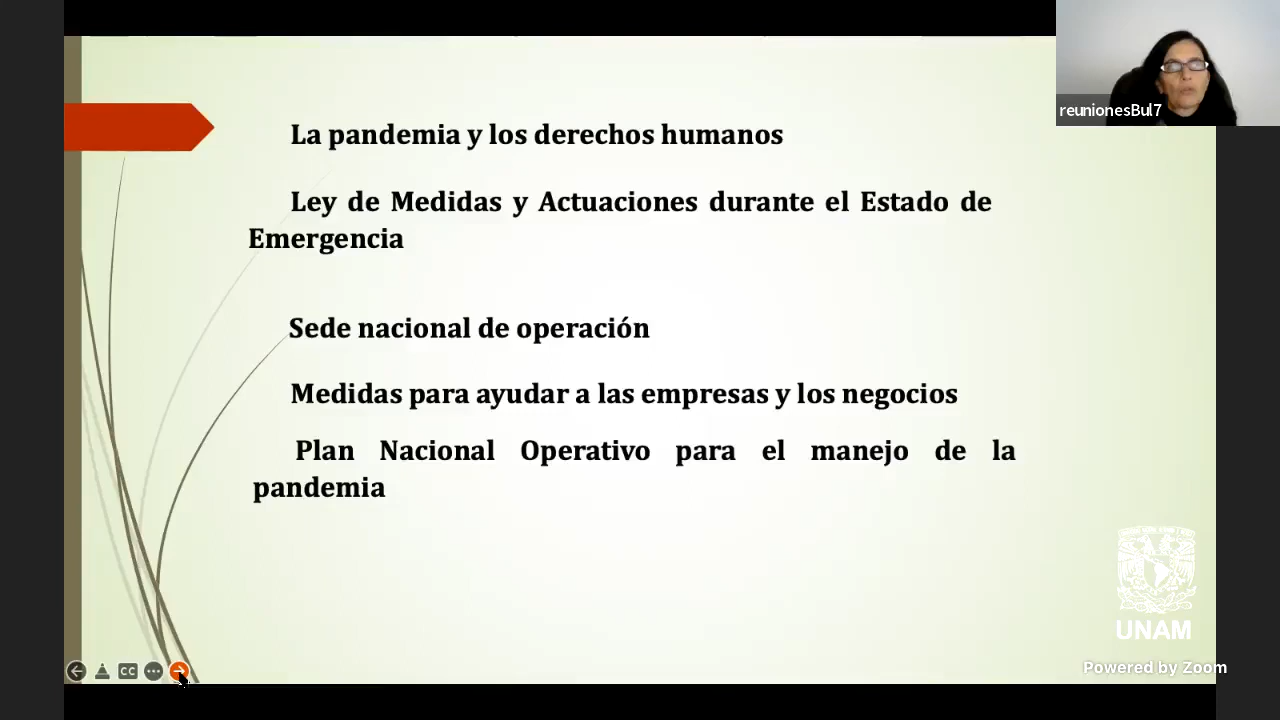 reunionesBul7
La pandemia y los derechos humanos
Ley de Medidas y Actuaciones durante el Estado de
Emergencia
Sede nacional de operación
Medidas para ayudar a las empresas y los negocios
Plan Nacional Operativo para el manejo de la
pandemia
UNAM
Powered by Zoom
CC